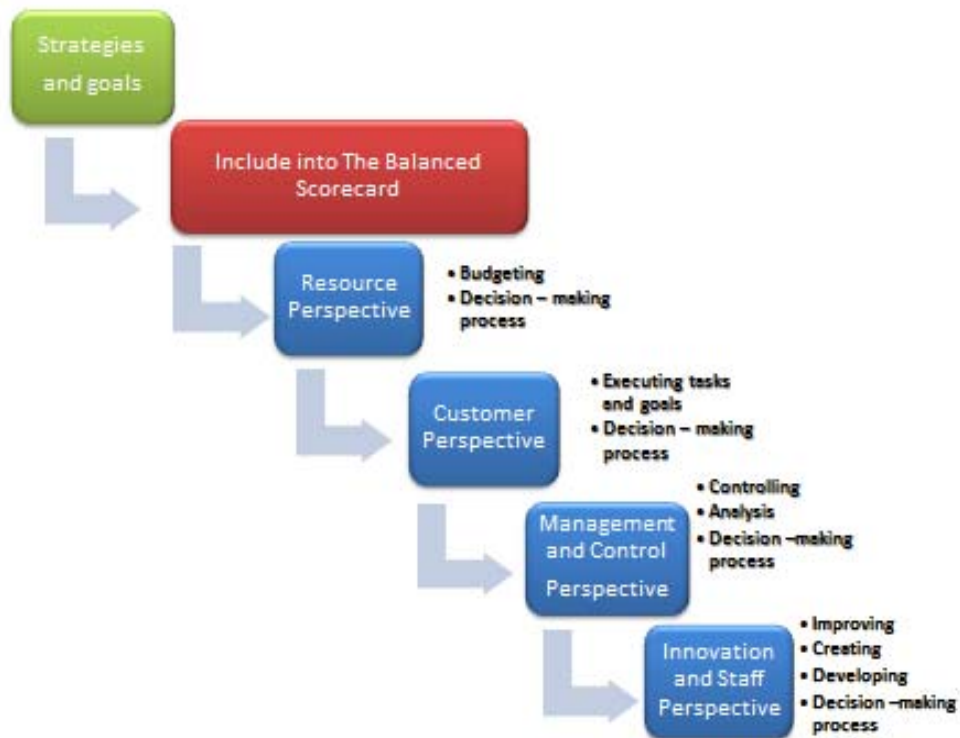 Strategies
and goals
Include into The Balanced
Scorecard
Resource
Perspective
• Budgeting
• Decision – making
process
Customer
Perspective
• Executing tasks
and goals
• Decision – making
process
Management
and Control
Perspective
• Controlling
• Analysis
• Decision –making
process
Innovation
and Staff
Perspective
• Improving
• Creating
• Developing
• Decision –making
process